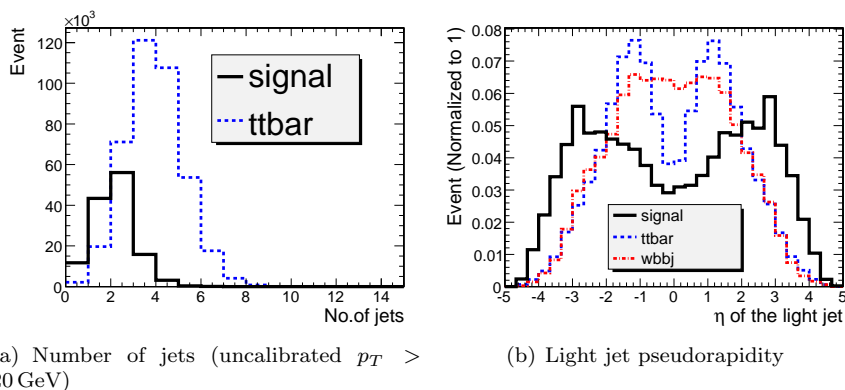 ×10³
Event
120
100
80
60
40
20
0
signal
ttbar
0 2 4 6 8 10 12 14
No.of jets
Event (Normalized to 1)
0.08
0.07
0.06
0.05
0.04
0.03
0.02
0.01
0
signal
ttbar
wbbj
-5 -4 -3 -2 -1 0 1 2 3 4 5
η of the light jet
a) Number of jets (uncalibrated p_T >
20 GeV)
(b) Light jet pseudorapidity